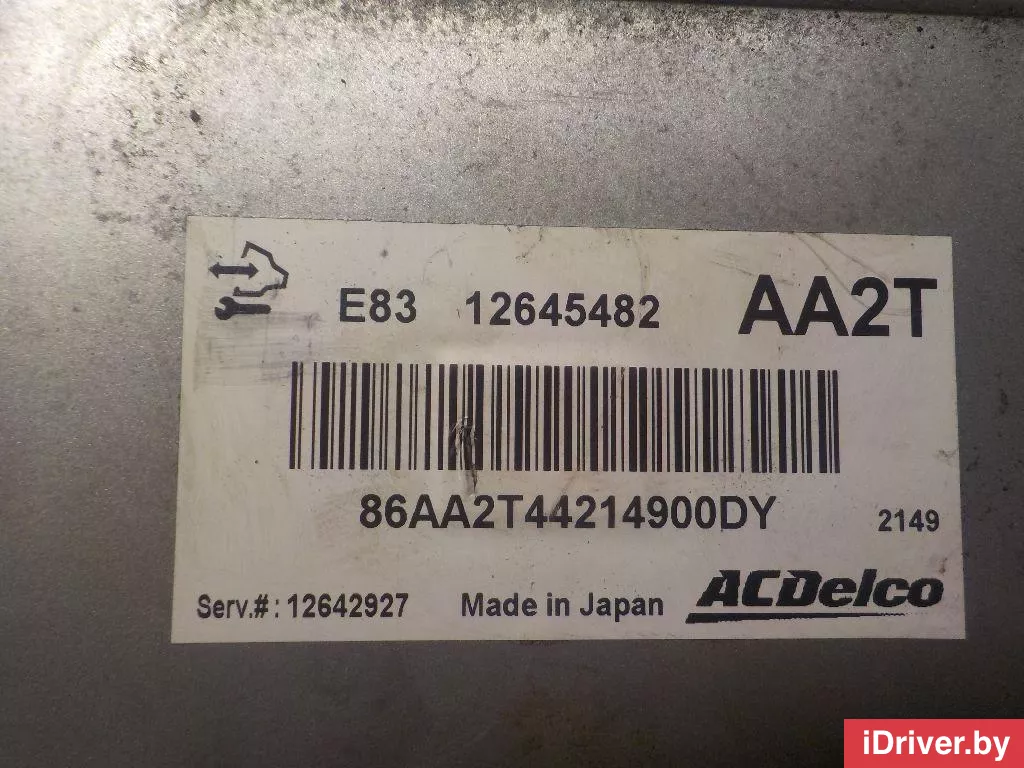 E83 12645482 AA2T
86AA2T44214900DY 2149
Serv.#: 12642927 Made in Japan ACDelco
iDriver.by